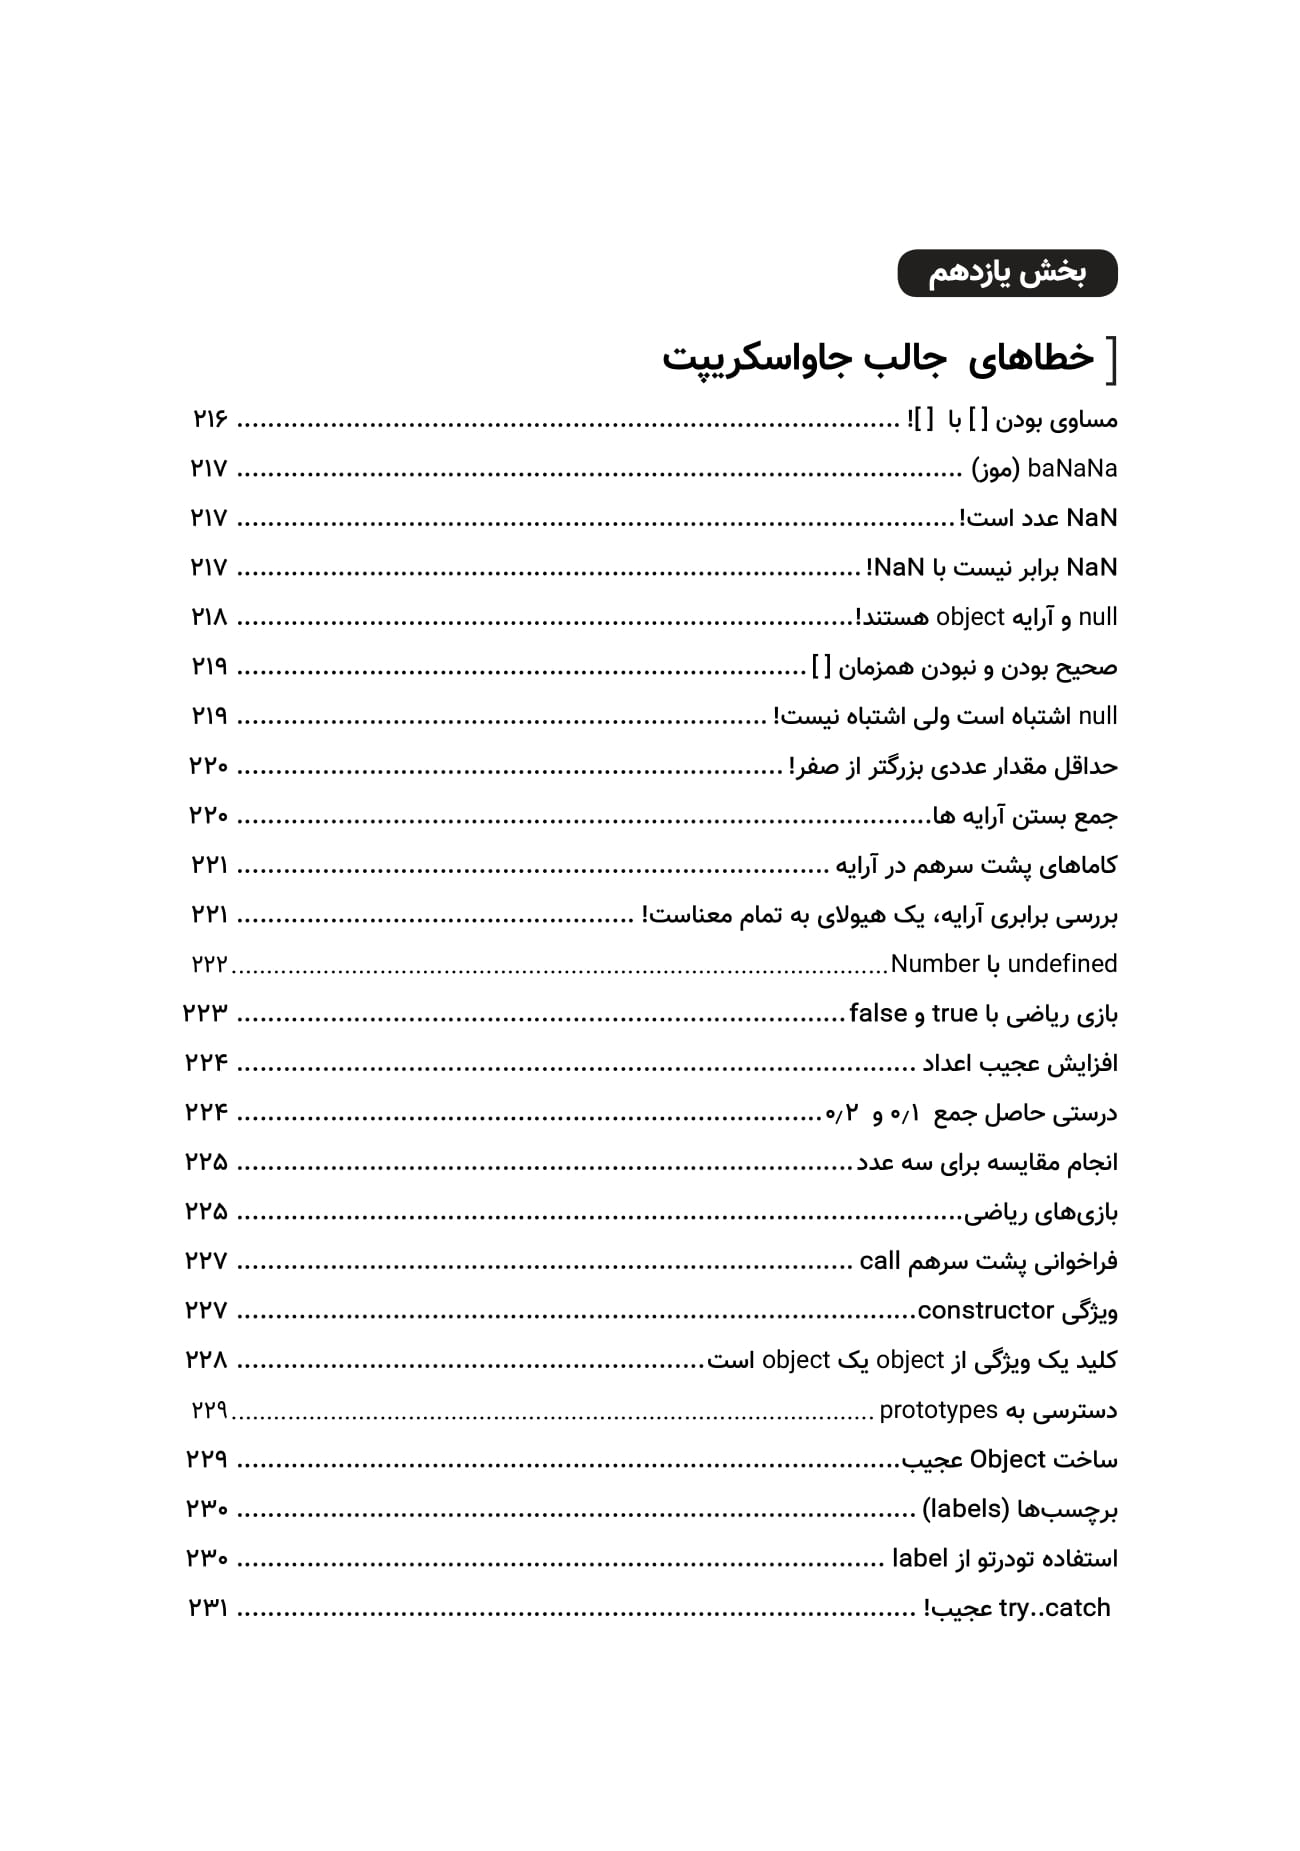 بخش یازدهم
خطاهای جالب جاواسکریپت
مساوی بودن [ ] با [ ]! ........ ۲۱۶
baNaNa (موز) ........ ۲۱۷
NaN عدد است! ........ ۲۱۷
NaN برابر نیست با NaN! ........ ۲۱۷
null و آرایه object هستند! ........ ۲۱۸
صحیح بودن و نبودن همزمان [ ] ........ ۲۱۹
null اشتباه است ولی اشتباه نیست! ........ ۲۱۹
حداقل مقدار عددی بزرگتر از صفر! ........ ۲۲۰
جمع بستن آرایه ها ........ ۲۲۰
کاماهای پشت سرهم در آرایه ........ ۲۲۱
بررسی برابری آرایه، یک هیولای به تمام معناست! ........ ۲۲۱
undefined با Number ........ ۲۲۲
بازی ریاضی با true و false ........ ۲۲۳
افزایش عجیب اعداد ........ ۲۲۴
درستی حاصل جمع ۰٫۱ و ۰٫۲ ........ ۲۲۴
انجام مقایسه برای سه عدد ........ ۲۲۵
بازی‌های ریاضی ........ ۲۲۵
فراخوانی پشت سرهم call ........ ۲۲۷
ویژگی constructor ........ ۲۲۷
کلید یک ویژگی از object یک object است ........ ۲۲۸
دسترسی به prototypes ........ ۲۲۹
ساخت Object عجیب ........ ۲۲۹
برچسب‌ها (labels) ........ ۲۳۰
استفاده تودرتو از label ........ ۲۳۰
try..catch عجیب! ........ ۲۳۱